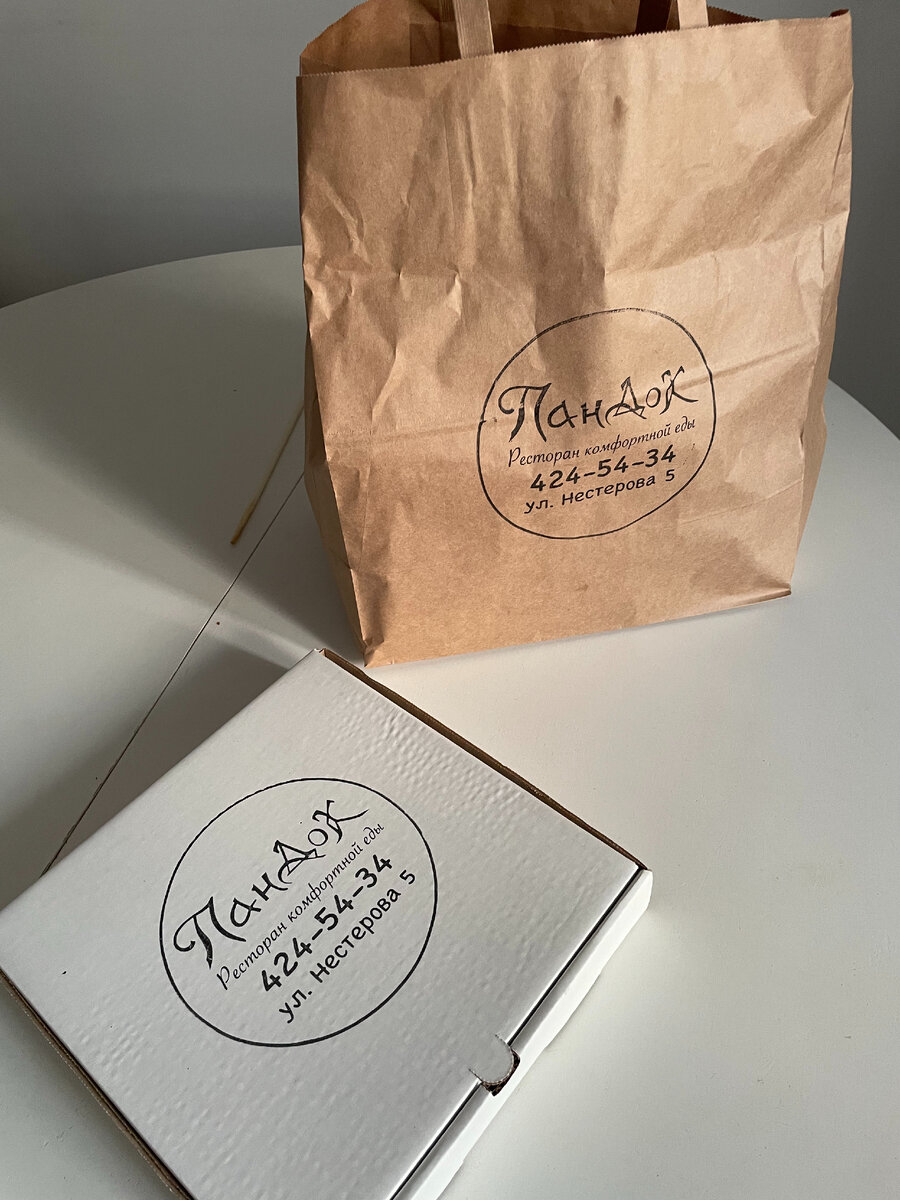 ПанДоК
Ресторан комфортной еды
424-54-34
ул. Нестерова 5
ПанДоК
Ресторан комфортной еды
424-54-34
ул. Нестерова 5